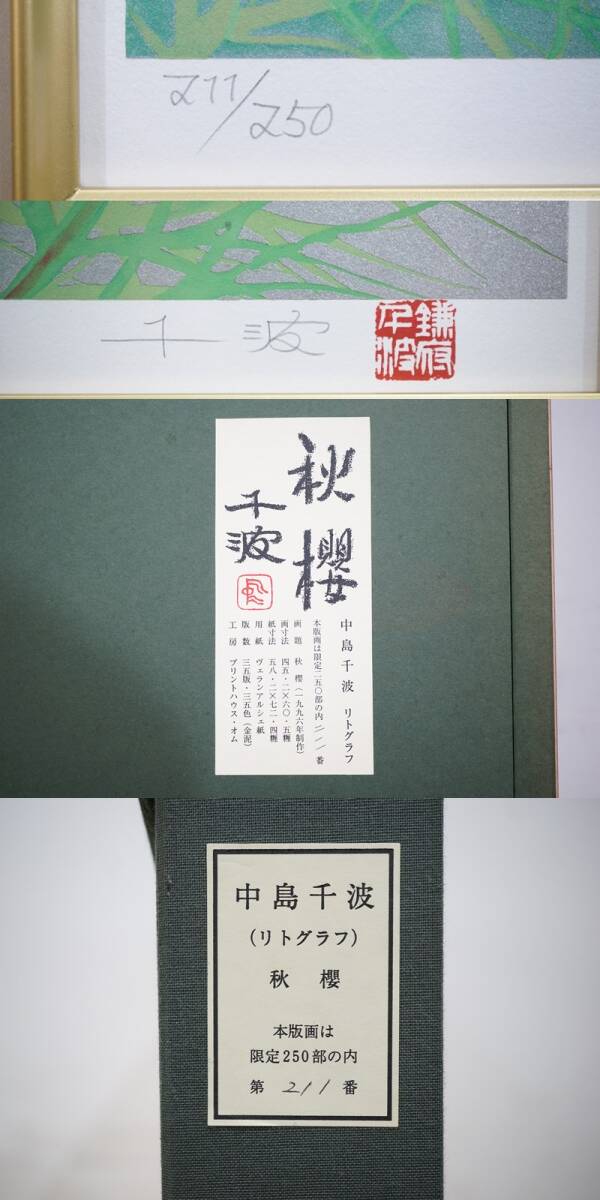 211/250
千波
鎌府
千波
秋櫻
千波
中島千波 リトグラフ
本版画は限定二五〇部の内 二一一 番
画題 秋櫻(一九九六年制作)
画寸法 四五・二×六〇・五糎
紙寸法 五八・二×七二・四糎
用紙 ヴェランアルシュ紙
版数 三五版・三五色(金泥)
工房 プリントハウス・オム
中島千波
(リトグラフ)
秋櫻
本版画は
限定250部の内
第 211 番